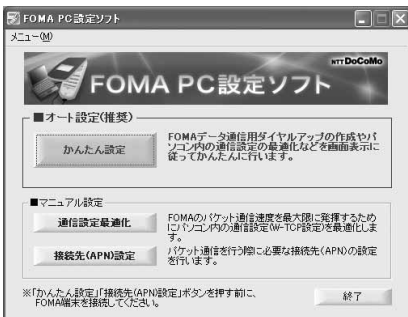 FOMA PC設定ソフト
メニュー(M)
NTT DoCoMo
FOMA PC設定ソフト
■オート設定(推奨)
かんたん設定
FOMAデータ通信用ダイヤルアップの作成やパ
ソコン内の通信設定の最適化などを画面表示に
従ってかんたんに行います。
■マニュアル設定
通信設定最適化
FOMAのパケット通信速度を最大限に発揮するため
にパソコン内の通信設定(W-TCP設定)を最適化しま
す。
接続先(APN)設定
パケット通信を行う際に必要な接続先(APN)の設定
を行います。
※「かんたん設定」「接続先(APN)設定」ボタンを押す前に、
FOMA端末を接続してください。
終了